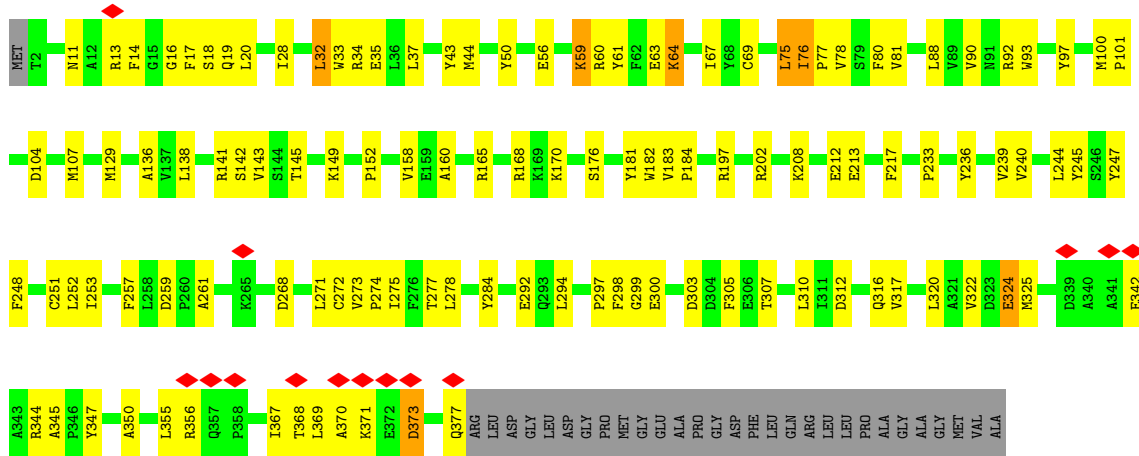 MET T2 N11 A12 R13 F14 G15 G16 F17 S18 Q19 L20 I28 L32 W33 R34 E35 L36 L37 Y43 M44 Y50 E56 K59 R60 Y61 F62 E63 K64 I67 Y68 C69 L75 I76 P77 V78 S79 F80 V81 L88 V89 V90 N91 R92 W93 Y97 M100 P101
D104 M107 M129 A136 V137 L138 R141 S142 V143 S144 T145 K149 P152 V158 E159 A160 R165 R168 K169 K170 S176 Y181 W182 V183 P184 R197 R202 K208 E212 E213 F217 P233 Y236 V239 V240 L244 Y245 S246 Y247
F248 C251 L252 I253 F257 L258 D259 P260 A261 K265 D268 L271 C272 V273 P274 I275 F276 T277 L278 Y284 E292 Q293 L294 P297 F298 G299 E300 D303 D304 F305 E306 T307 L310 I311 D312 Q316 V317 L320 A321 V322 D323 E324 M325 D339 A340 A341 E342
A343 R344 A345 P346 Y347 A350 L355 R356 Q357 P358 I367 T368 L369 A370 K371 E372 D373 Q377 ARG LEU ASP GLY LEU ASP GLY PRO MET GLY GLU ALA PRO GLY ASP PHE LEU GLN ARG LEU LEU PRO ALA GLY ALA GLY MET VAL ALA